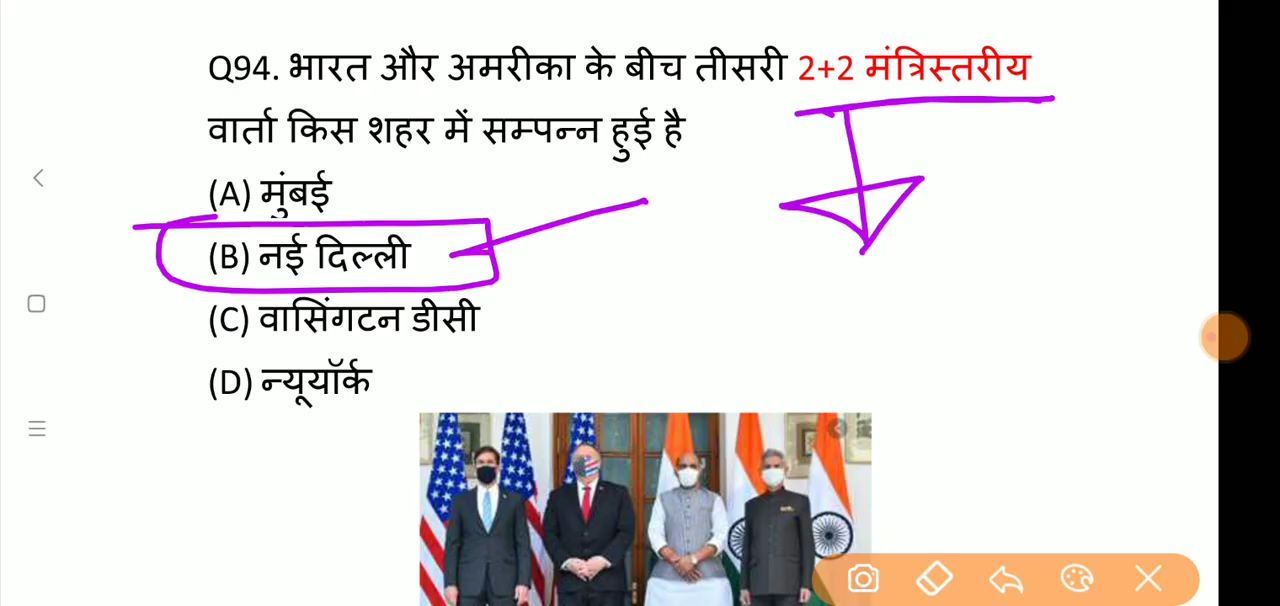 Q94. भारत और अमरीका के बीच तीसरी 2+2 मंत्रिस्तरीय
वार्ता किस शहर में सम्पन्न हुई है
(A) मुंबई
(B) नई दिल्ली
(C) वासिंगटन डीसी
(D) न्यूयॉर्क